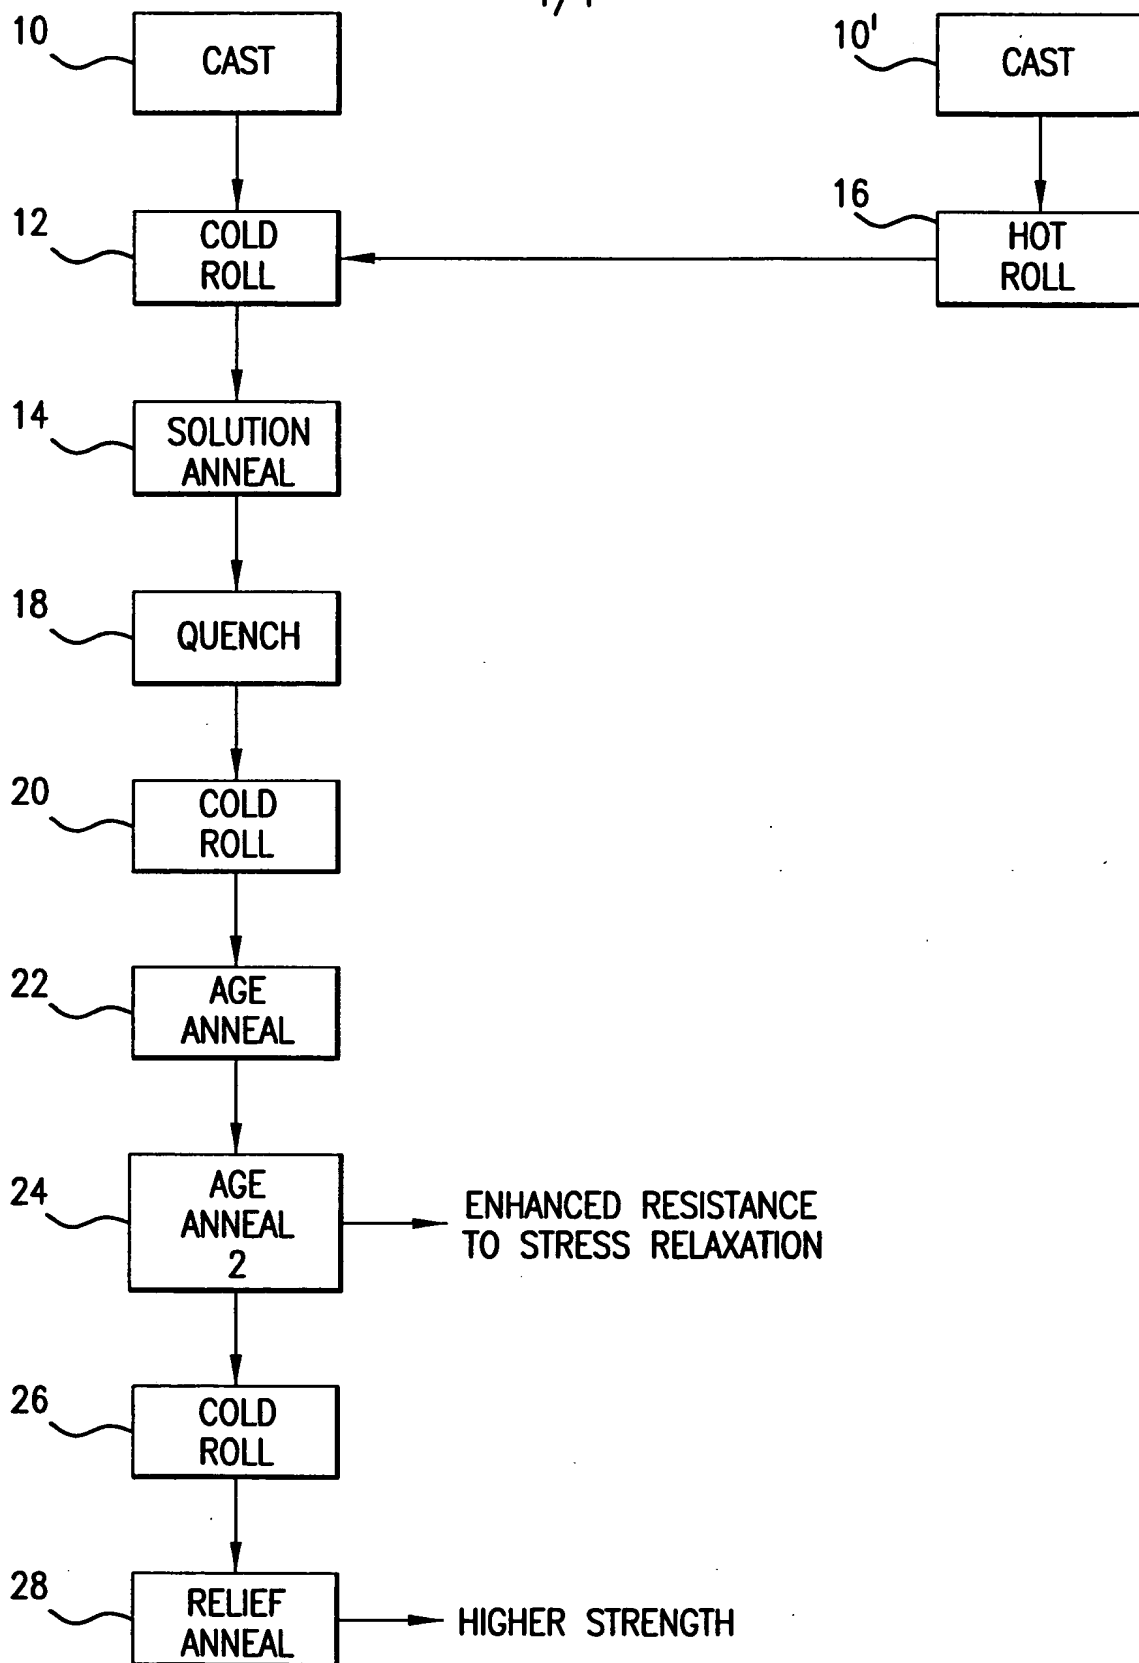 10
CAST
10'
CAST
12
COLD
ROLL
16
HOT
ROLL
14
SOLUTION
ANNEAL
18
QUENCH
20
COLD
ROLL
22
AGE
ANNEAL
24
AGE
ANNEAL
2
ENHANCED RESISTANCE
TO STRESS RELAXATION
26
COLD
ROLL
28
RELIEF
ANNEAL
HIGHER STRENGTH